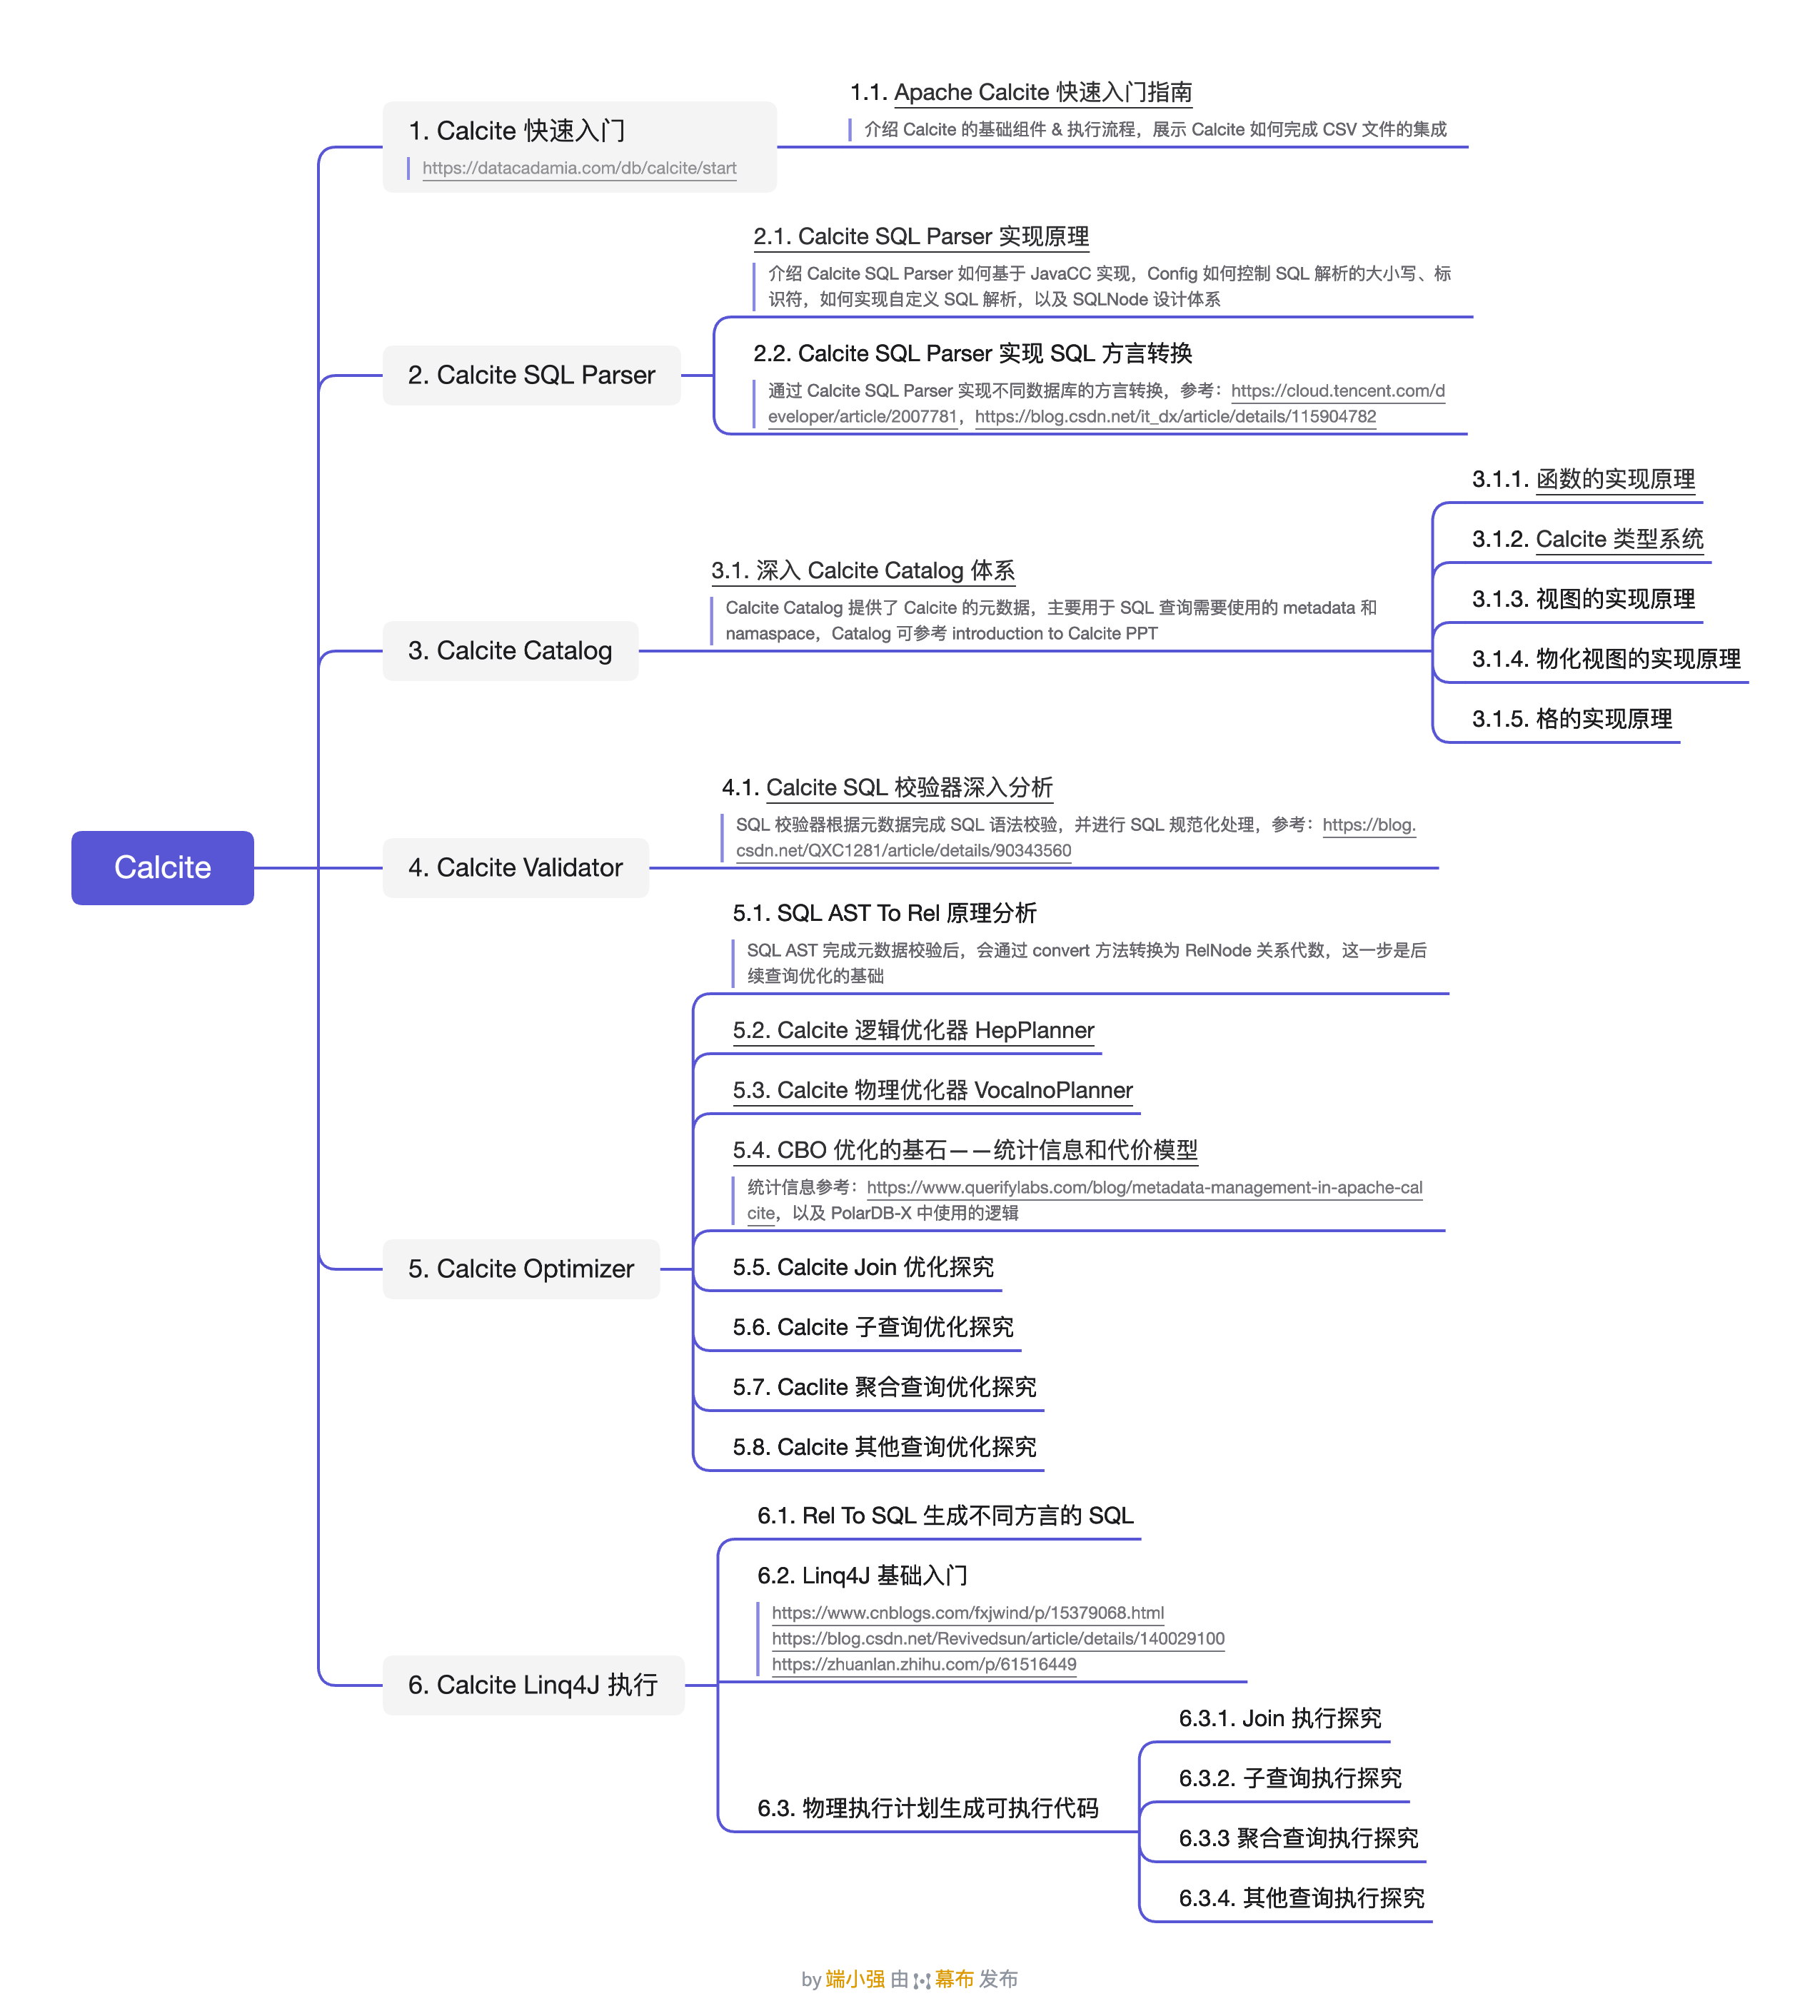 Calcite
1. Calcite 快速入门
https://datacadamia.com/db/calcite/start
1.1. Apache Calcite 快速入门指南
介绍 Calcite 的基础组件 & 执行流程，展示 Calcite 如何完成 CSV 文件的集成
2. Calcite SQL Parser
2.1. Calcite SQL Parser 实现原理
介绍 Calcite SQL Parser 如何基于 JavaCC 实现，Config 如何控制 SQL 解析的大小写、标
识符，如何实现自定义 SQL 解析，以及 SQLNode 设计体系
2.2. Calcite SQL Parser 实现 SQL 方言转换
通过 Calcite SQL Parser 实现不同数据库的方言转换，参考：https://cloud.tencent.com/d
eveloper/article/2007781，https://blog.csdn.net/it_dx/article/details/115904782
3. Calcite Catalog
3.1. 深入 Calcite Catalog 体系
Calcite Catalog 提供了 Calcite 的元数据，主要用于 SQL 查询需要使用的 metadata 和
namaspace，Catalog 可参考 introduction to Calcite PPT
3.1.1. 函数的实现原理
3.1.2. Calcite 类型系统
3.1.3. 视图的实现原理
3.1.4. 物化视图的实现原理
3.1.5. 格的实现原理
4. Calcite Validator
4.1. Calcite SQL 校验器深入分析
SQL 校验器根据元数据完成 SQL 语法校验，并进行 SQL 规范化处理，参考：https://blog.
csdn.net/QXC1281/article/details/90343560
5. Calcite Optimizer
5.1. SQL AST To Rel 原理分析
SQL AST 完成元数据校验后，会通过 convert 方法转换为 RelNode 关系代数，这一步是后
续查询优化的基础
5.2. Calcite 逻辑优化器 HepPlanner
5.3. Calcite 物理优化器 VocalnoPlanner
5.4. CBO 优化的基石——统计信息和代价模型
统计信息参考：https://www.querifylabs.com/blog/metadata-management-in-apache-cal
cite，以及 PolarDB-X 中使用的逻辑
5.5. Calcite Join 优化探究
5.6. Calcite 子查询优化探究
5.7. Caclite 聚合查询优化探究
5.8. Calcite 其他查询优化探究
6. Calcite Linq4J 执行
6.1. Rel To SQL 生成不同方言的 SQL
6.2. Linq4J 基础入门
https://www.cnblogs.com/fxjwind/p/15379068.html
https://blog.csdn.net/Revivedsun/article/details/140029100
https://zhuanlan.zhihu.com/p/61516449
6.3. 物理执行计划生成可执行代码
6.3.1. Join 执行探究
6.3.2. 子查询执行探究
6.3.3 聚合查询执行探究
6.3.4. 其他查询执行探究
by 端小强 由 幕布 发布